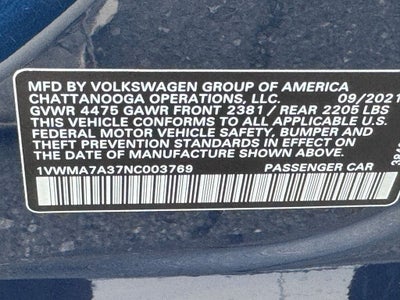 MFD BY VOLKSWAGEN GROUP OF AMERICA
CHATTANOOGA OPERATIONS, LLC. 09/2021
GVWR 4475 GAWR FRONT 2381 / REAR 2205 LBS
THIS VEHICLE CONFORMS TO ALL APPLICABLE U.S.
FEDERAL MOTOR VEHICLE SAFETY, BUMPER AND
THEFT PREVENTION STANDARDS IN EFFECT ON
THE DATE OF MANUFACTURE SHOWN ABOVE.
1VWMA7A37NC003769 PASSENGER CAR